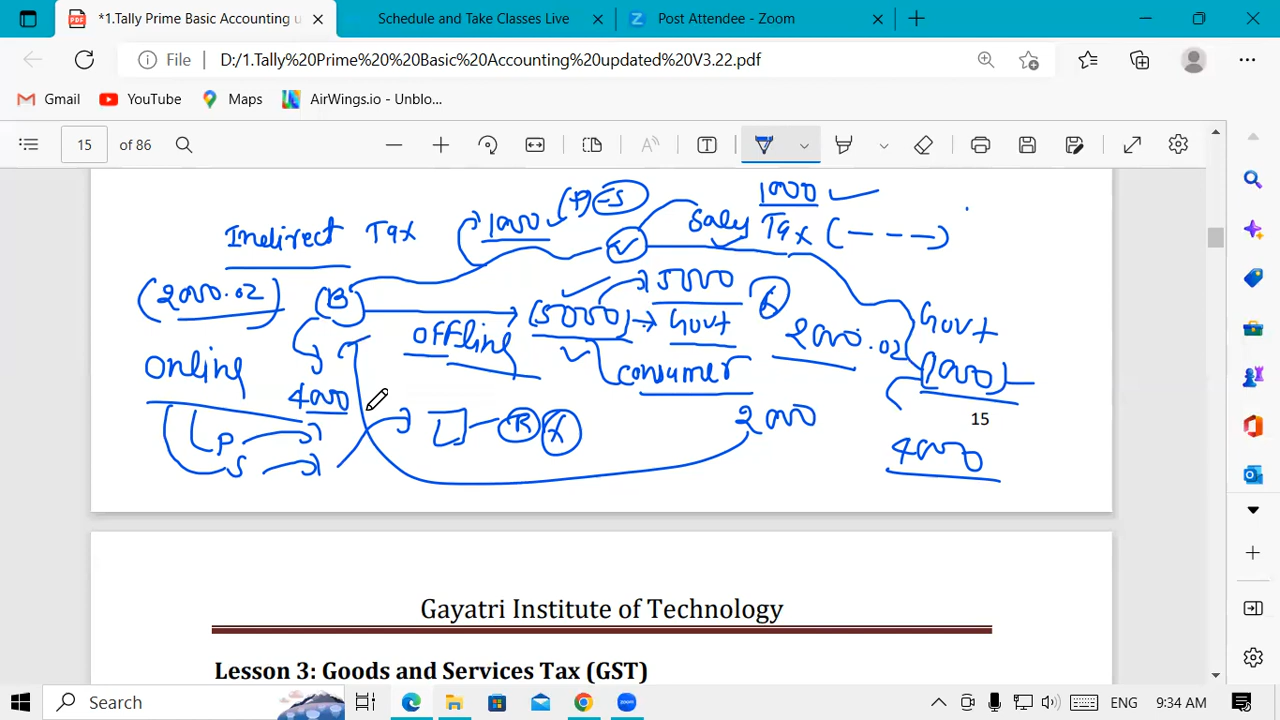 *1.Tally Prime Basic Accounting u
Schedule and Take Classes Live
Post Attendee - Zoom
File
D:/1.Tally%20Prime%20%20Basic%20Accounting%20updated%20V3.22.pdf
Gmail
YouTube
Maps
AirWings.io - Unblo...
15
of 86
1000
1000 (P) - S
Sales
Indirect Tax
Tax (- - - -)
(2000.02) (B)
(5000) 5000
Offline
Govt
2000.02
Govt
Online
consumer
4000
2000
15
P
S
R
4000
Gayatri Institute of Technology
Lesson 3: Goods and Services Tax (GST)
Search
ENG
9:34 AM